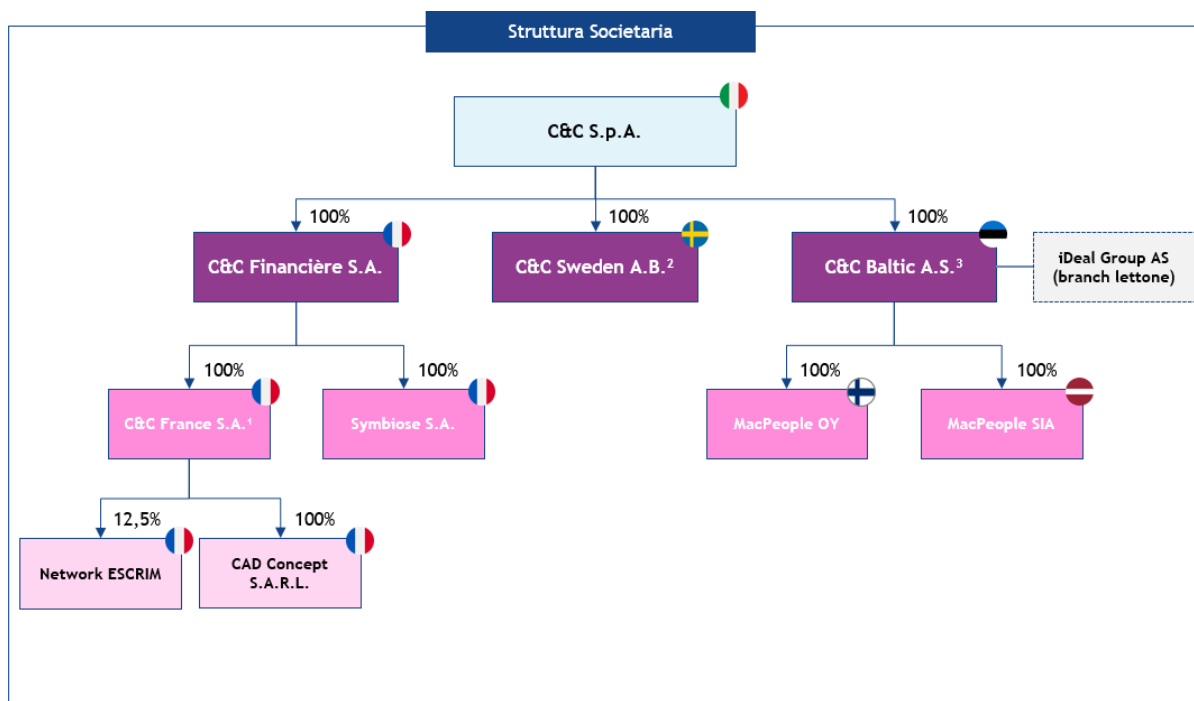 Struttura Societaria
C&C S.p.A.
100%
100%
100%
C&C Financière S.A.
C&C Sweden A.B.²
C&C Baltic A.S.³
iDeal Group AS
(branch lettone)
100%
100%
100%
100%
C&C France S.A.¹
Symbiose S.A.
MacPeople OY
MacPeople SIA
12,5%
100%
Network ESCRIM
CAD Concept
S.A.R.L.